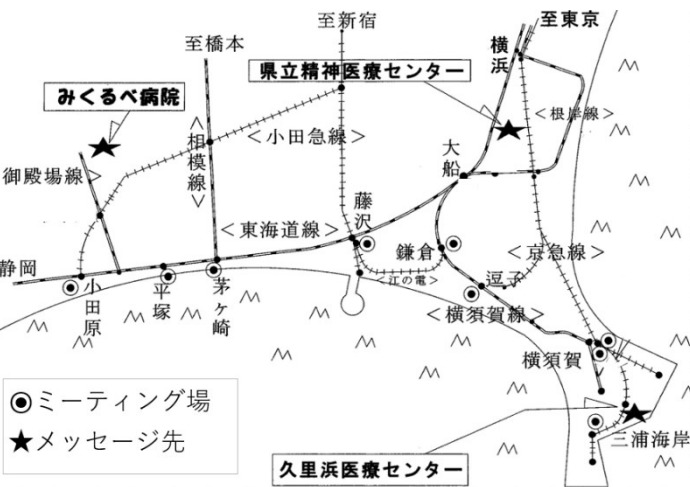 至新宿
至東京
至橋本
横浜
県立精神医療センター
みくるべ病院
<根岸線>
<小田急線>
<相模線>
大船
御殿場線>
藤沢
<東海道線>
鎌倉
<京急線>
静岡
小田原
平塚
茅ヶ崎
<江の電>
逗子
<横須賀線>
横須賀
◉ミーティング場
★メッセージ先
三浦海岸
久里浜医療センター